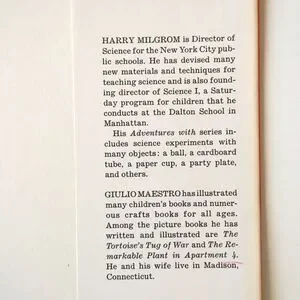 HARRY MILGROM is Director of
Science for the New York City pub-
lic schools. He has devised many
new materials and techniques for
teaching science and is also found-
ing director of Science I, a Satur-
day program for children that he
conducts at the Dalton School in
Manhattan.
His Adventures with series in-
cludes science experiments with
many objects: a ball, a cardboard
tube, a paper cup, a party plate,
and others.
GIULIO MAESTRO has illustrated
many children's books and numer-
ous crafts books for all ages.
Among the picture books he has
written and illustrated are The
Tortoise's Tug of War and The Re-
markable Plant in Apartment 4.
He and his wife live in Madison,
Connecticut.